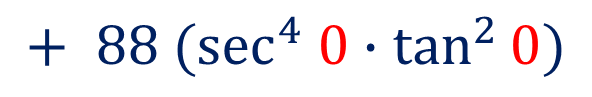 + 88 (sec⁴ 0 · tan² 0)